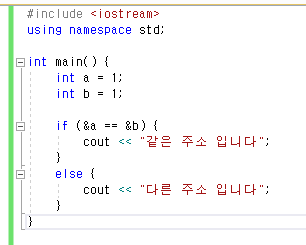 #include <iostream>
using namespace std;
int main() {
int a = 1;
int b = 1;
if (&a == &b) {
cout << "같은 주소 입니다";
}
else {
cout << "다른 주소 입니다";
}
}